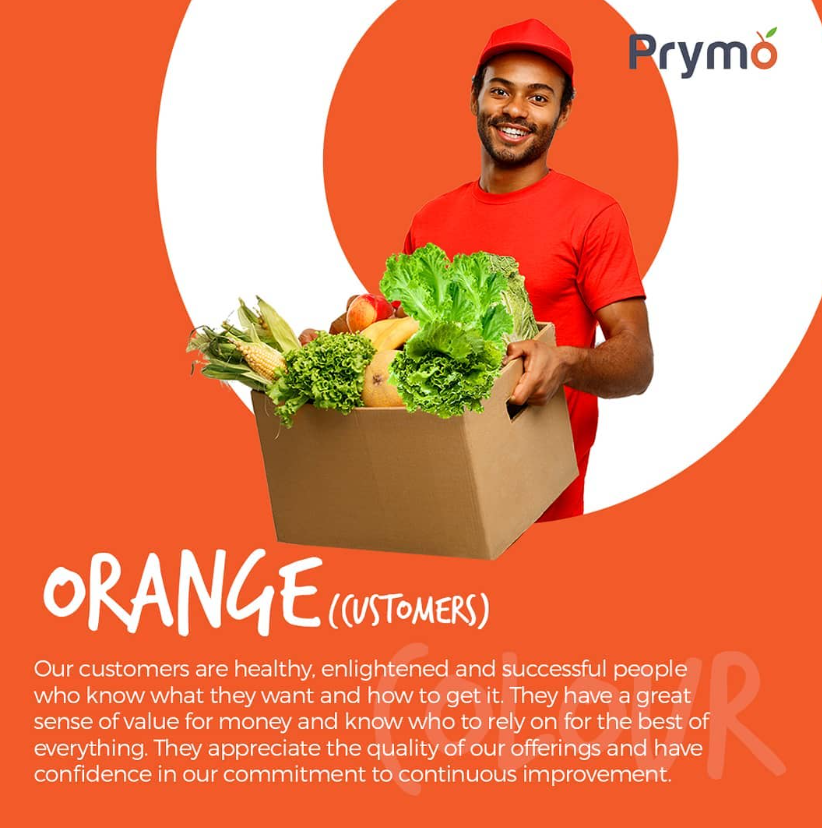 Prymo
ORANGE (CUSTOMERS)
Our customers are healthy, enlightened and successful people
who know what they want and how to get it. They have a great
sense of value for money and know who to rely on for the best of
everything. They appreciate the quality of our offerings and have
confidence in our commitment to continuous improvement.
COLOUR